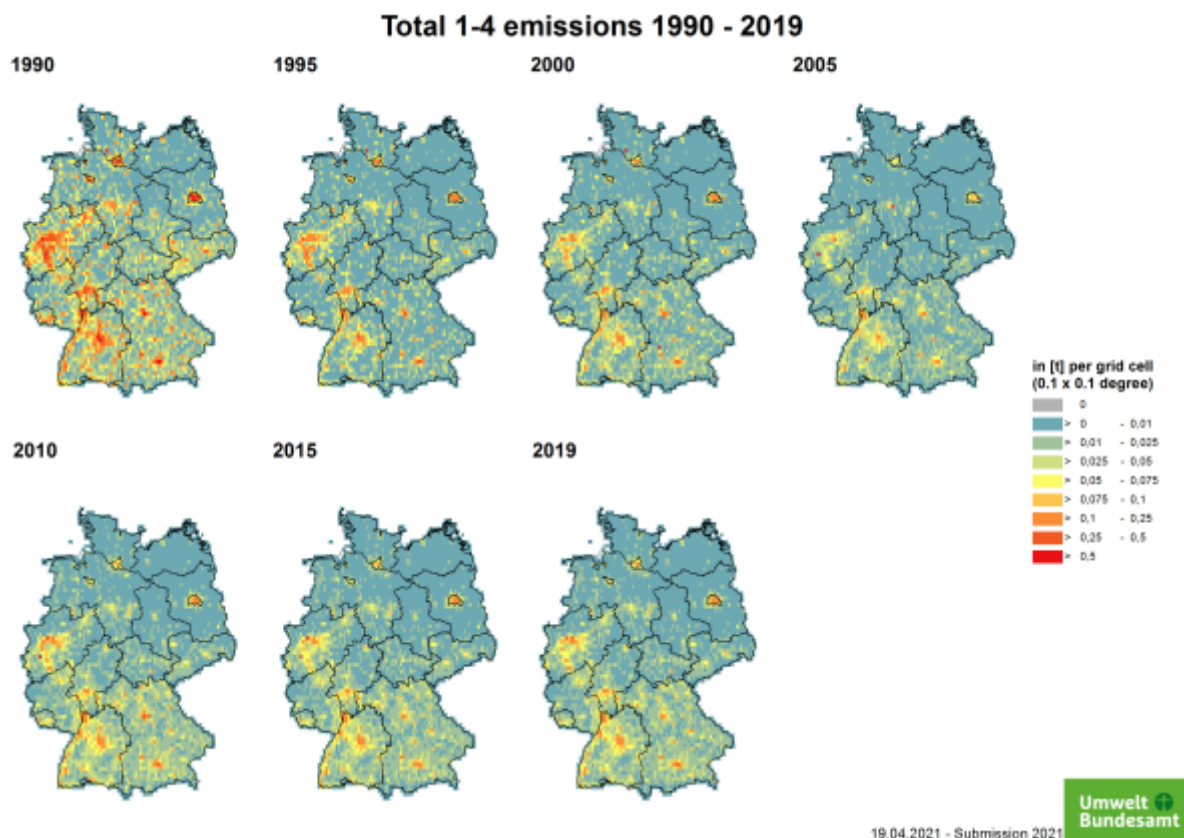 Total 1-4 emissions 1990 - 2019
1990
1995
2000
2005
in [t] per grid cell
(0.1 x 0.1 degree)
0
> 0 - 0,01
> 0,01 - 0,025
> 0,025 - 0,05
> 0,05 - 0,075
> 0,075 - 0,1
> 0,1 - 0,25
> 0,25 - 0,5
> 0,5
2010
2015
2019
Umwelt
Bundesamt
19.04.2021 - Submission 2021